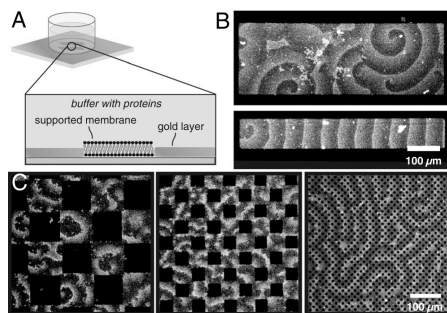 A
buffer with proteins
supported membrane
gold layer
B
100 µm
C
100 µm